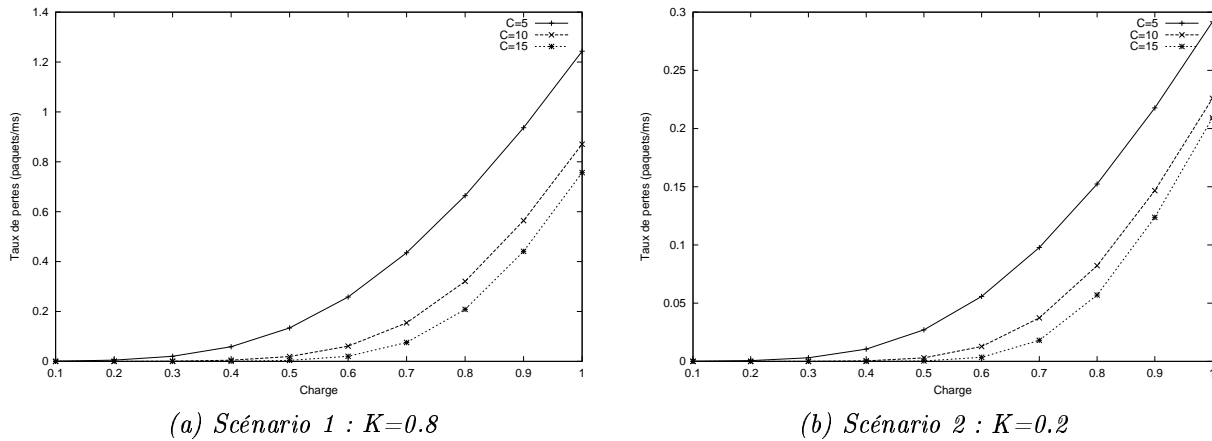 1.4
1.2
1
0.8
0.6
0.4
0.2
0
Taux de pertes (paquets/ms)
C=5
C=10
C=15
0.1 0.2 0.3 0.4 0.5 0.6 0.7 0.8 0.9 1
Charge
(a) Scénario 1 : K=0.8
0.3
0.25
0.2
0.15
0.1
0.05
0
Taux de pertes (paquets/ms)
C=5
C=10
C=15
0.1 0.2 0.3 0.4 0.5 0.6 0.7 0.8 0.9 1
Charge
(b) Scénario 2 : K=0.2